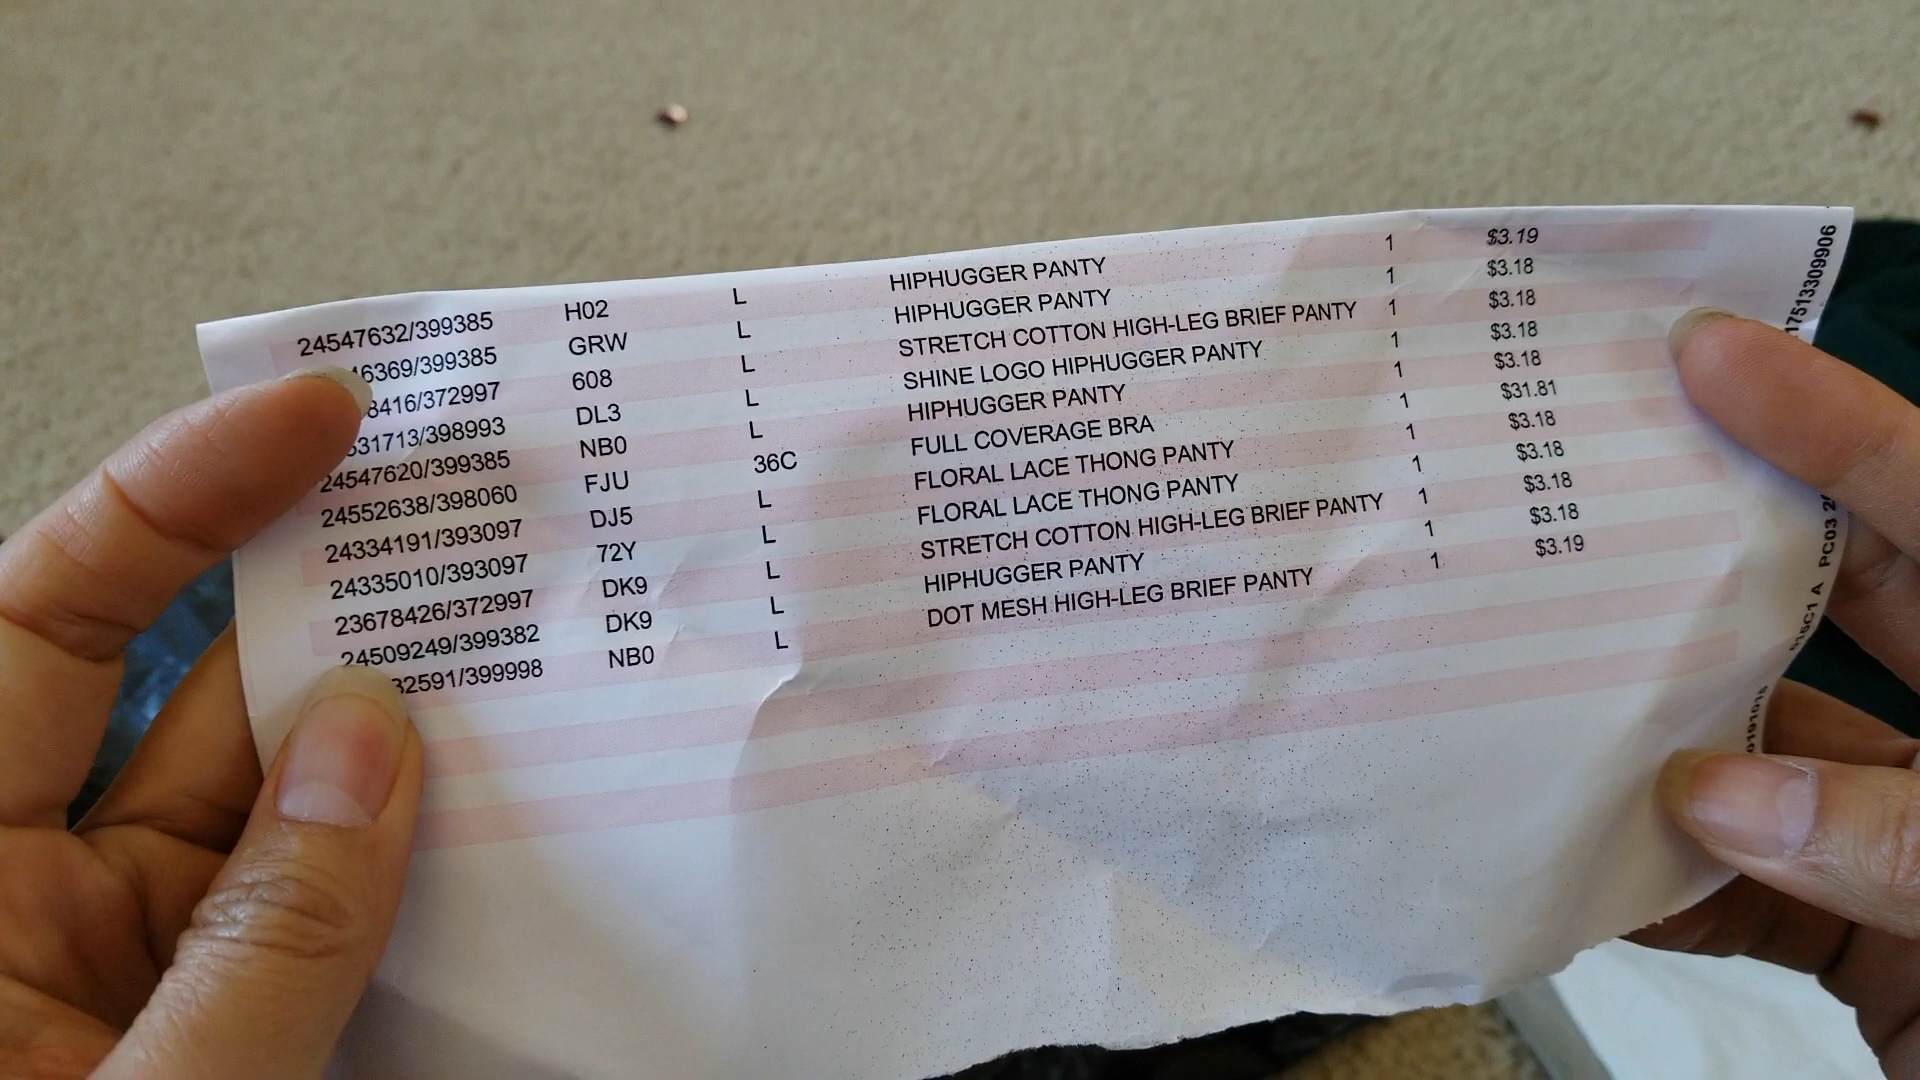 24547632/399385 H02 L HIPHUGGER PANTY 1 $3.19
46369/399385 GRW L HIPHUGGER PANTY 1 $3.18
8416/372997 608 L STRETCH COTTON HIGH-LEG BRIEF PANTY 1 $3.18
31713/398993 DL3 L SHINE LOGO HIPHUGGER PANTY 1 $3.18
24547620/399385 NB0 L HIPHUGGER PANTY 1 $3.18
24552638/398060 FJU 36C FULL COVERAGE BRA 1 $31.81
24334191/393097 DJ5 L FLORAL LACE THONG PANTY 1 $3.18
24335010/393097 72Y L FLORAL LACE THONG PANTY 1 $3.18
23678426/372997 DK9 L STRETCH COTTON HIGH-LEG BRIEF PANTY 1 $3.18
24509249/399382 DK9 L HIPHUGGER PANTY 1 $3.18
32591/399998 NB0 L DOT MESH HIGH-LEG BRIEF PANTY 1 $3.19
17513309906
A PC03